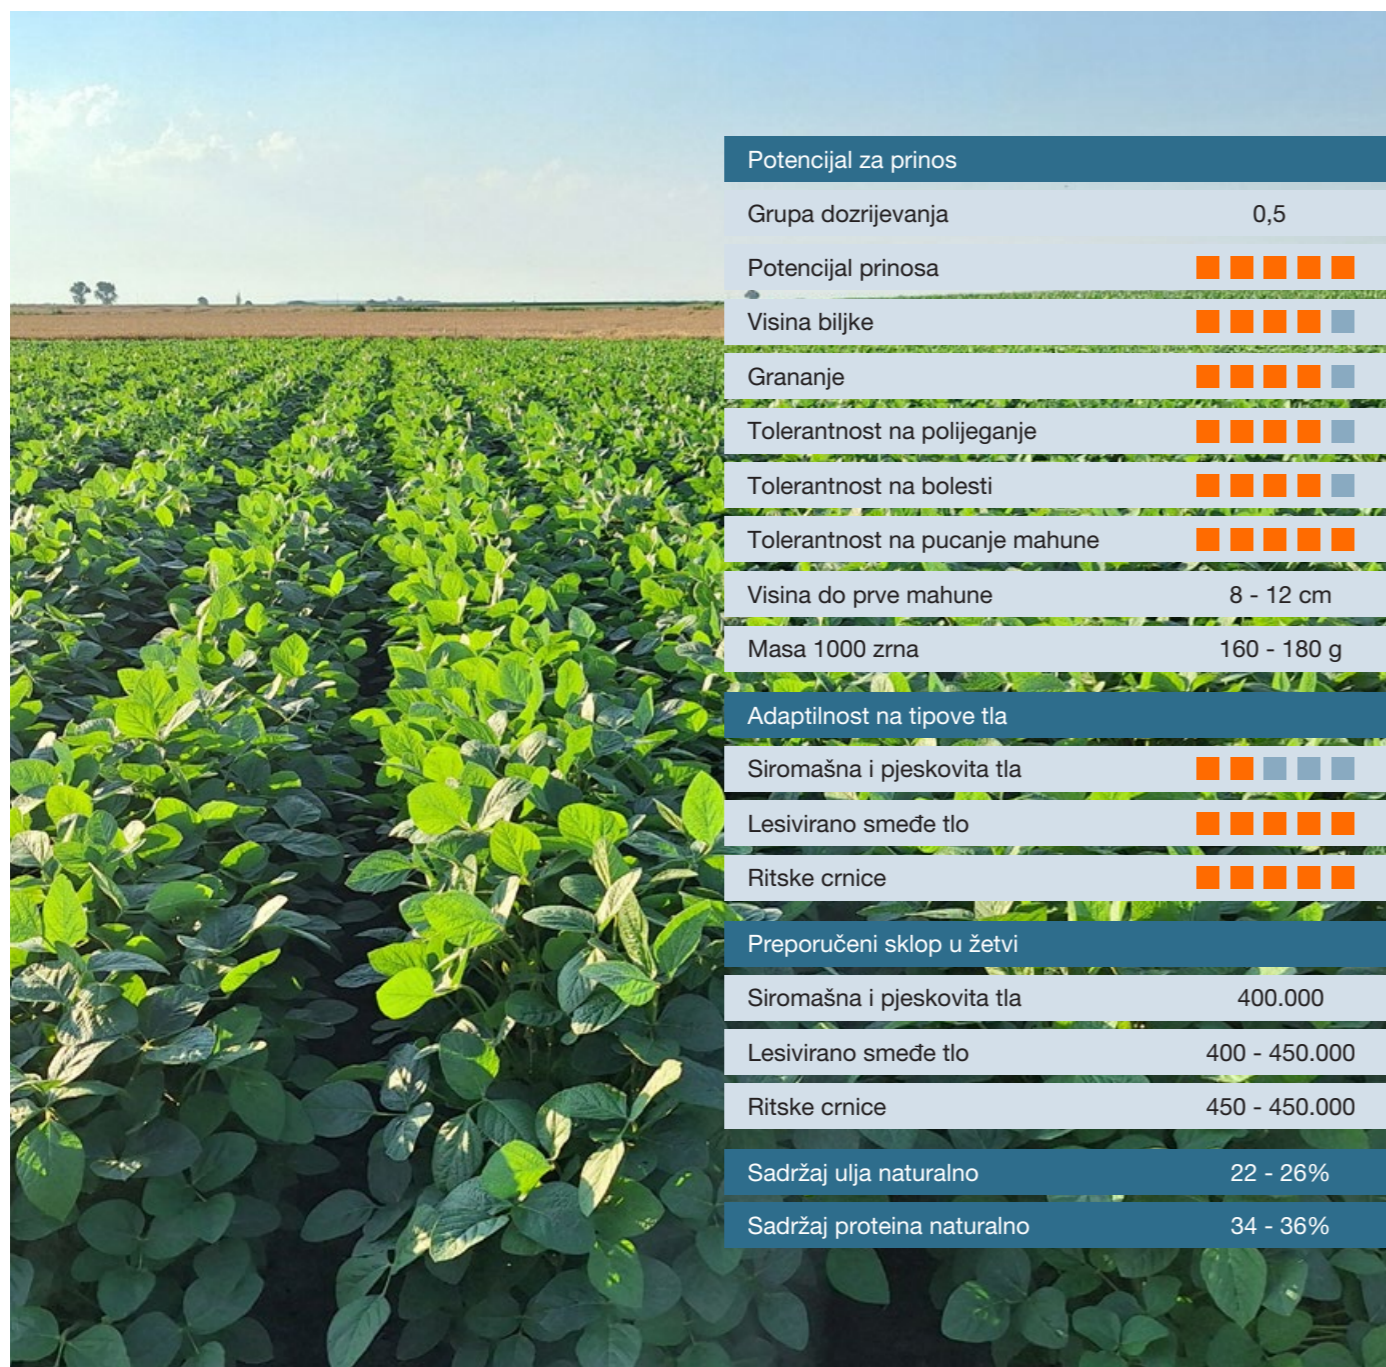 Potencijal za prinos
Grupa dozrijevanja 0,5
Potencijal prinosa
Visina biljke
Grananje
Tolerantnost na polijeganje
Tolerantnost na bolesti
Tolerantnost na pucanje mahune
Visina do prve mahune 8 - 12 cm
Masa 1000 zrna 160 - 180 g
Adaptilnost na tipove tla
Siromašna i pjeskovita tla
Lesivirano smeđe tlo
Ritske crnice
Preporučeni sklop u žetvi
Siromašna i pjeskovita tla 400.000
Lesivirano smeđe tlo 400 - 450.000
Ritske crnice 450 - 450.000
Sadržaj ulja naturalno 22 - 26%
Sadržaj proteina naturalno 34 - 36%